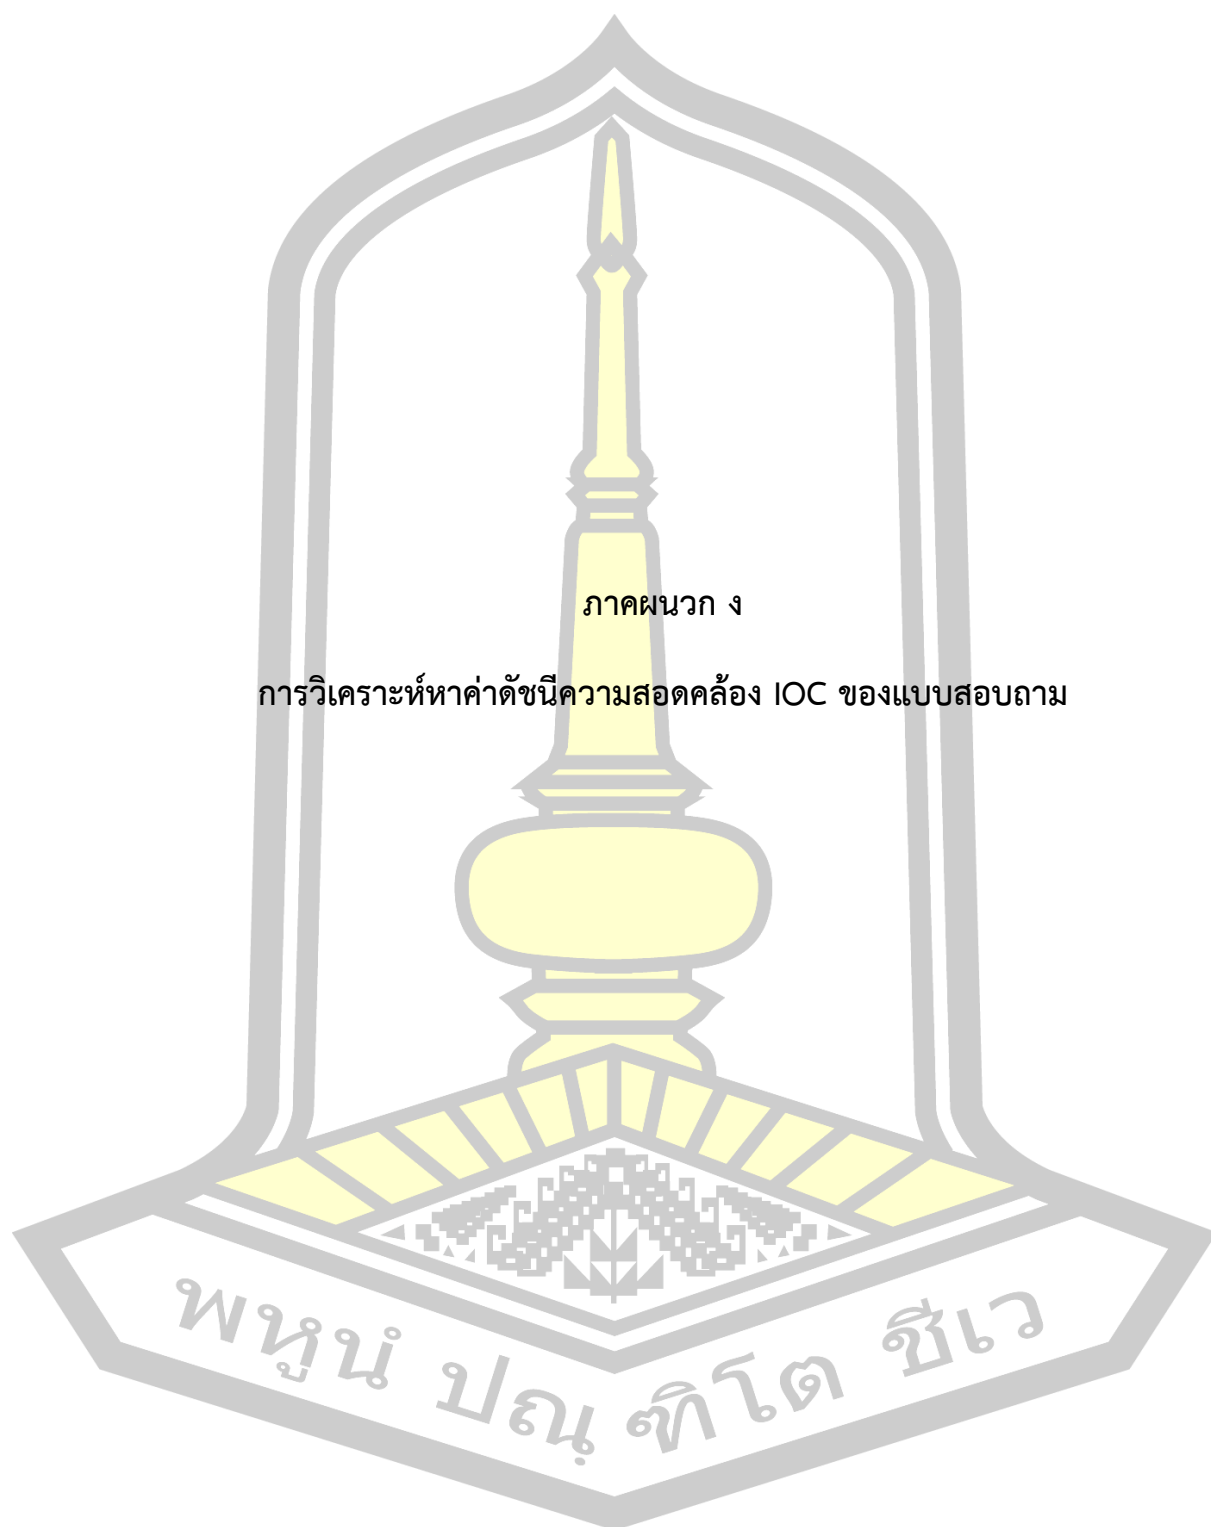 ภาคผนวก ง
การวิเคราะห์หาค่าดัชนีความสอดคล้อง IOC ของแบบสอบถาม
พหูนํ ปณฺฑิโต ชีเว